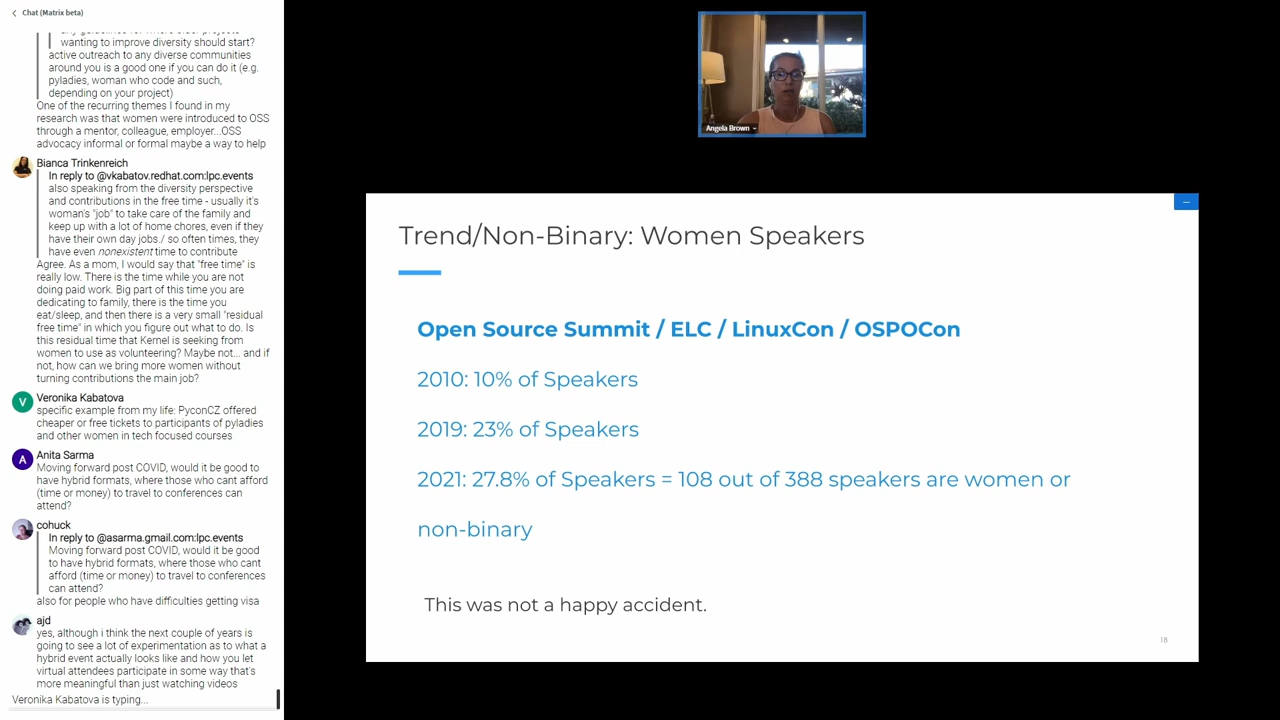 Chat (Matrix beta)
wanting to improve diversity should start?
active outreach to any diverse communities
around you is a good one if you can do it (e.g.
pyladies, woman who code and such,
depending on your project)
One of the recurring themes I found in my
research was that women were introduced to OSS
through a mentor, colleague, employer...OSS
advocacy informal or formal maybe a way to help
Bianca Trinkenreich
In reply to @vkabatov.redhat.com:lpc.events
also speaking from the diversity perspective
and contributions in the free time - usually it's
woman's "job" to take care of the family and
keep up with a lot of home chores, even if they
have their own day jobs./ so often times, they
have even nonexistent time to contribute
Agree. As a mom, I would say that "free time" is
really low. There is the time while you are not
doing paid work. Big part of this time you are
dedicating to family, there is the time you
eat/sleep, and then there is a very small "residual
free time" in which you figure out what to do. Is
this residual time that Kernel is seeking from
women to use as volunteering? Maybe not... and if
not, how can we bring more women without
turning contributions the main job?
V
Veronika Kabatova
specific example from my life: PyconCZ offered
cheaper or free tickets to participants of pyladies
and other women in tech focused courses
A
Anita Sarma
Moving forward post COVID, would it be good to
have hybrid formats, where those who cant afford
(time or money) to travel to conferences can
attend?
cohuck
In reply to @asarma.gmail.com:lpc.events
Moving forward post COVID, would it be good
to have hybrid formats, where those who cant
afford (time or money) to travel to conferences
can attend?
also for people who have difficulties getting visa
ajd
yes, although i think the next couple of years is
going to see a lot of experimentation as to what a
hybrid event actually looks like and how you let
virtual attendees participate in some way that's
more meaningful than just watching videos
Veronika Kabatova is typing...
Angela Brown
Trend/Non-Binary: Women Speakers
Open Source Summit / ELC / LinuxCon / OSPOCon
2010: 10% of Speakers
2019: 23% of Speakers
2021: 27.8% of Speakers = 108 out of 388 speakers are women or
non-binary
This was not a happy accident.
18